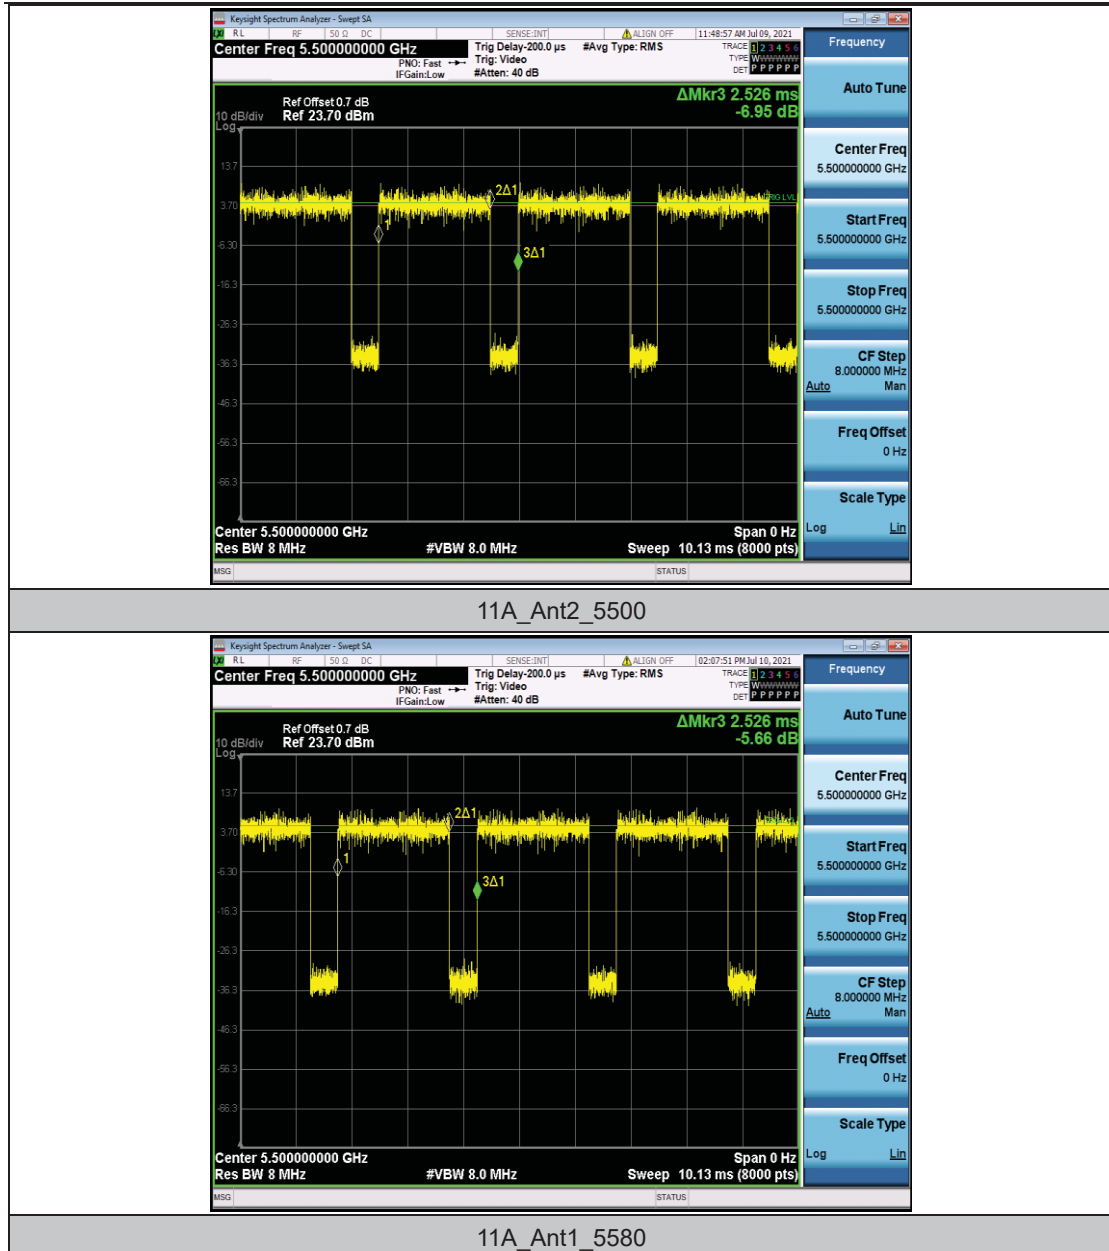 Keysight Spectrum Analyzer - Swept SA
LXI RL RF 50 Ω DC SENSE:INT ALIGN OFF 11:48:57 AM Jul 09, 2021
Center Freq 5.500000000 GHz
PNO: Fast
IFGain:Low
Trig Delay-200.0 µs
Trig: Video
#Atten: 40 dB
#Avg Type: RMS
TRACE 1 2 3 4 5 6
TYPE WWWWWW
DET P P P P P P
ΔMkr3 2.526 ms
-6.95 dB
Ref Offset 0.7 dB
10 dB/div Ref 23.70 dBm
Log
13.7
3.70
-6.30
-16.3
-26.3
-36.3
-46.3
-56.3
-66.3
2Δ1
TRIG LVL
1
3Δ1
Center 5.500000000 GHz Span 0 Hz
Res BW 8 MHz #VBW 8.0 MHz Sweep 10.13 ms (8000 pts)
MSG STATUS
Frequency
Auto Tune
Center Freq
5.500000000 GHz
Start Freq
5.500000000 GHz
Stop Freq
5.500000000 GHz
CF Step
8.000000 MHz
Auto Man
Freq Offset
0 Hz
Scale Type
Log Lin
11A_Ant2_5500
Keysight Spectrum Analyzer - Swept SA
LXI RL RF 50 Ω DC SENSE:INT ALIGN OFF 02:07:51 PM Jul 10, 2021
Center Freq 5.500000000 GHz
PNO: Fast
IFGain:Low
Trig Delay-200.0 µs
Trig: Video
#Atten: 40 dB
#Avg Type: RMS
TRACE 1 2 3 4 5 6
TYPE WWWWWW
DET P P P P P P
ΔMkr3 2.526 ms
-5.66 dB
Ref Offset 0.7 dB
10 dB/div Ref 23.70 dBm
Log
13.7
3.70
-6.30
-16.3
-26.3
-36.3
-46.3
-56.3
-66.3
2Δ1
1
3Δ1
Center 5.500000000 GHz Span 0 Hz
Res BW 8 MHz #VBW 8.0 MHz Sweep 10.13 ms (8000 pts)
MSG STATUS
Frequency
Auto Tune
Center Freq
5.500000000 GHz
Start Freq
5.500000000 GHz
Stop Freq
5.500000000 GHz
CF Step
8.000000 MHz
Auto Man
Freq Offset
0 Hz
Scale Type
Log Lin
11A_Ant1_5580